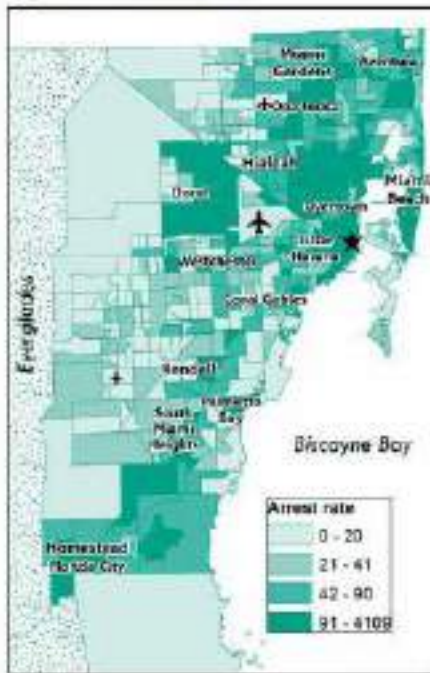 Miami
Gardens
Aventura
Opa-locka
Hialeah
Miami
Beach
Doral
Overtown
Little
Havana
Westchester
Coral Gables
Everglades
Kendall
Palmetto
Bay
South
Miami
Heights
Biscayne Bay
Arrest rate
0 - 20
21 - 41
42 - 90
91 - 4109
Homestead
Florida City